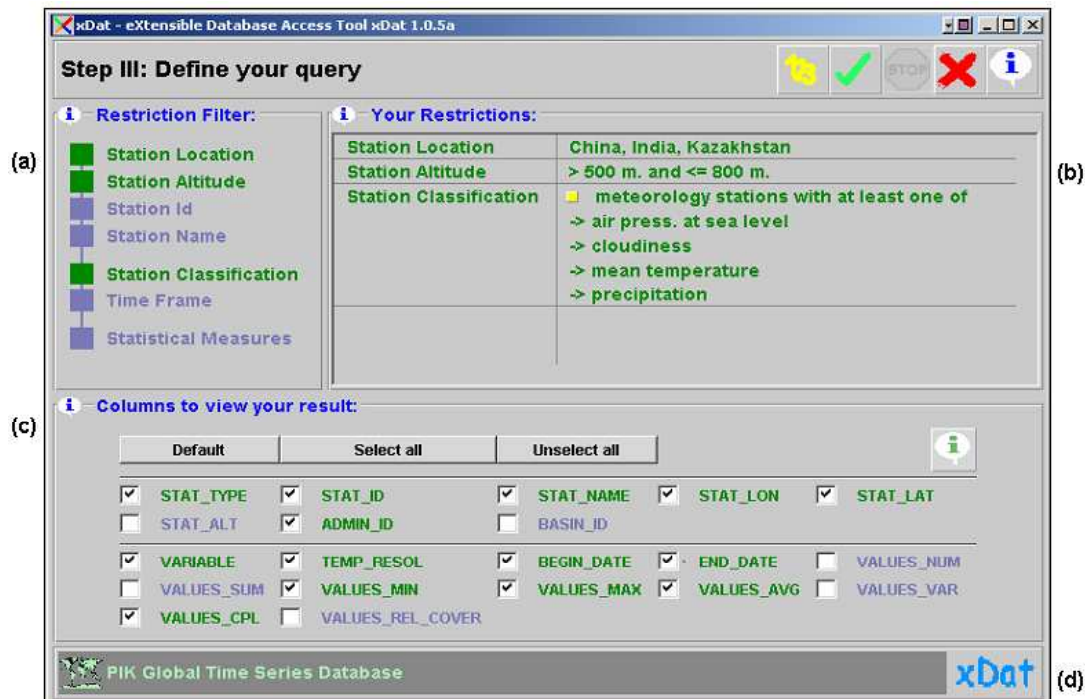 xDat - eXtensible Database Access Tool xDat 1.0.5a
Step III: Define your query
123
STOP
i
(a)
i Restriction Filter:
Station Location
Station Altitude
Station Id
Station Name
Station Classification
Time Frame
Statistical Measures
(b)
i Your Restrictions:
Station Location China, India, Kazakhstan
Station Altitude > 500 m. and <= 800 m.
Station Classification meteorology stations with at least one of
-> air press. at sea level
-> cloudiness
-> mean temperature
-> precipitation
(c)
i Columns to view your result:
Default Select all Unselect all i
STAT_TYPE STAT_ID STAT_NAME STAT_LON STAT_LAT
STAT_ALT ADMIN_ID BASIN_ID
VARIABLE TEMP_RESOL BEGIN_DATE END_DATE VALUES_NUM
VALUES_SUM VALUES_MIN VALUES_MAX VALUES_AVG VALUES_VAR
VALUES_CPL VALUES_REL_COVER
PIK Global Time Series Database xDat
(d)